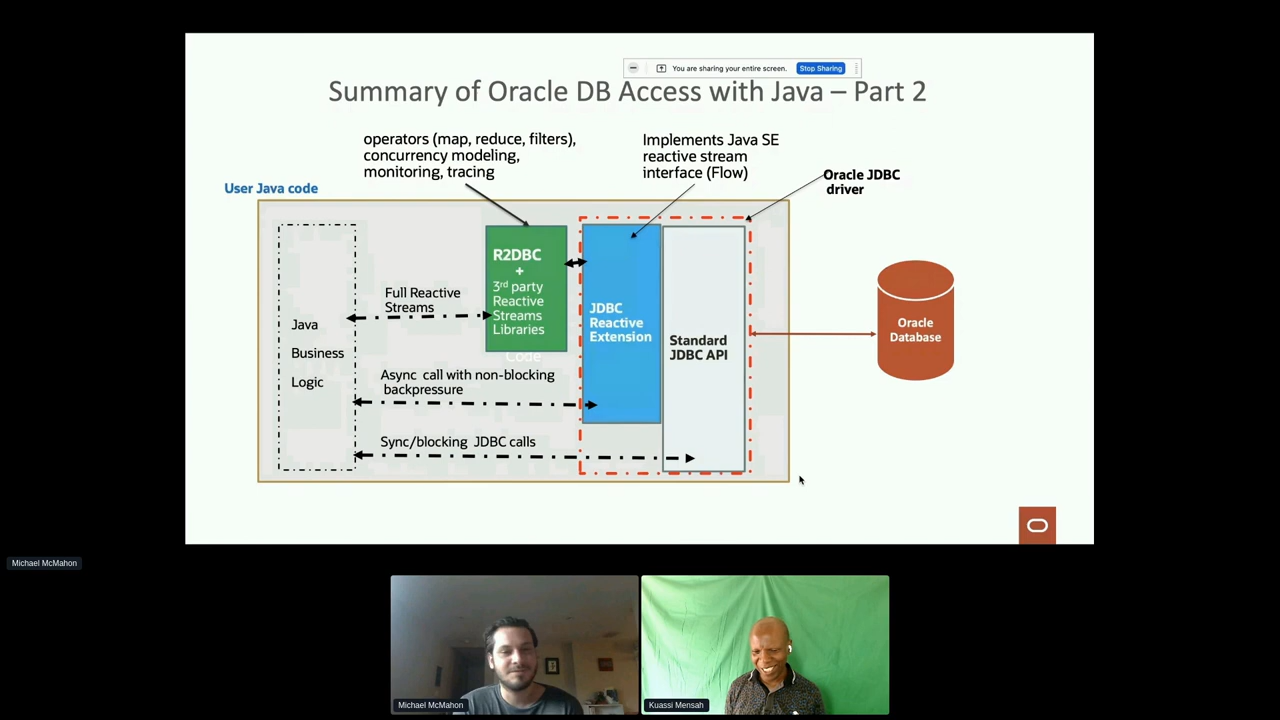 You are sharing your entire screen. Stop Sharing
Summary of Oracle DB Access with Java – Part 2
operators (map, reduce, filters),
concurrency modeling,
monitoring, tracing
Implements Java SE
reactive stream
interface (Flow)
Oracle JDBC
driver
User Java code
R2DBC
+
3rd party
Reactive
Streams
Libraries
Code
Full Reactive
Streams
JDBC
Reactive
Extension
Standard
JDBC API
Java
Business
Logic
Oracle
Database
Async call with non-blocking
backpressure
Sync/blocking JDBC calls
Michael McMahon
Michael McMahon
Kuassi Mensah